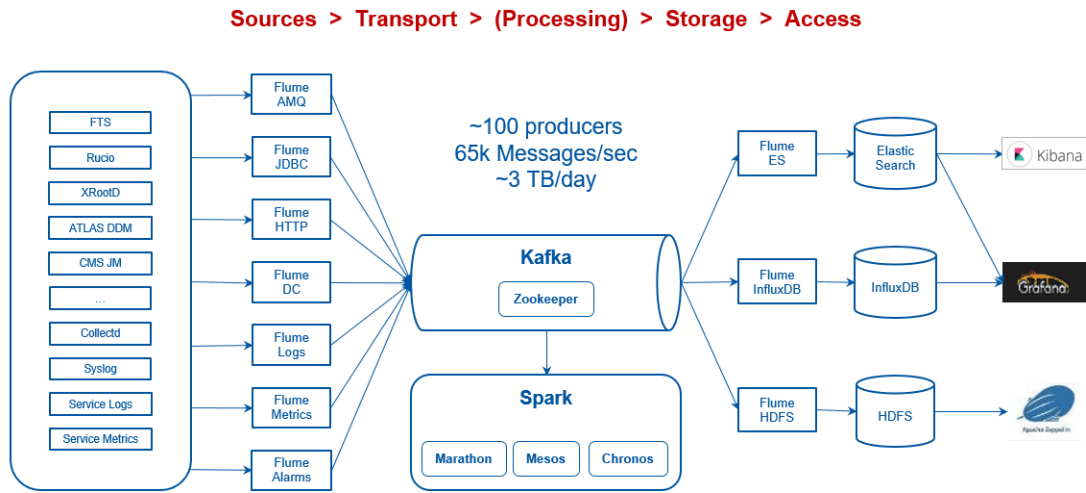 Sources > Transport > (Processing) > Storage > Access
FTS
Rucio
XRootD
ATLAS DDM
CMS JM
...
Collectd
Syslog
Service Logs
Service Metrics
Flume
AMQ
Flume
JDBC
Flume
HTTP
Flume
DC
Flume
Logs
Flume
Metrics
Flume
Alarms
~100 producers
65k Messages/sec
~3 TB/day
Kafka
Zookeeper
Spark
Marathon
Mesos
Chronos
Flume
ES
Flume
InfluxDB
Flume
HDFS
Elastic
Search
InfluxDB
HDFS
Kibana
Grafana
Apache Zeppelin